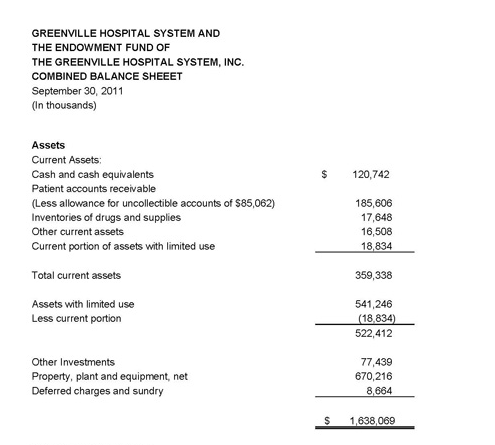 GREENVILLE HOSPITAL SYSTEM AND
THE ENDOWMENT FUND OF
THE GREENVILLE HOSPITAL SYSTEM, INC.
COMBINED BALANCE SHEEET
September 30, 2011
(In thousands)
Assets
Current Assets:
Cash and cash equivalents $ 120,742
Patient accounts receivable
(Less allowance for uncollectible accounts of $85,062) 185,606
Inventories of drugs and supplies 17,648
Other current assets 16,508
Current portion of assets with limited use 18,834
Total current assets 359,338
Assets with limited use 541,246
Less current portion (18,834)
522,412
Other Investments 77,439
Property, plant and equipment, net 670,216
Deferred charges and sundry 8,664
$ 1,638,069